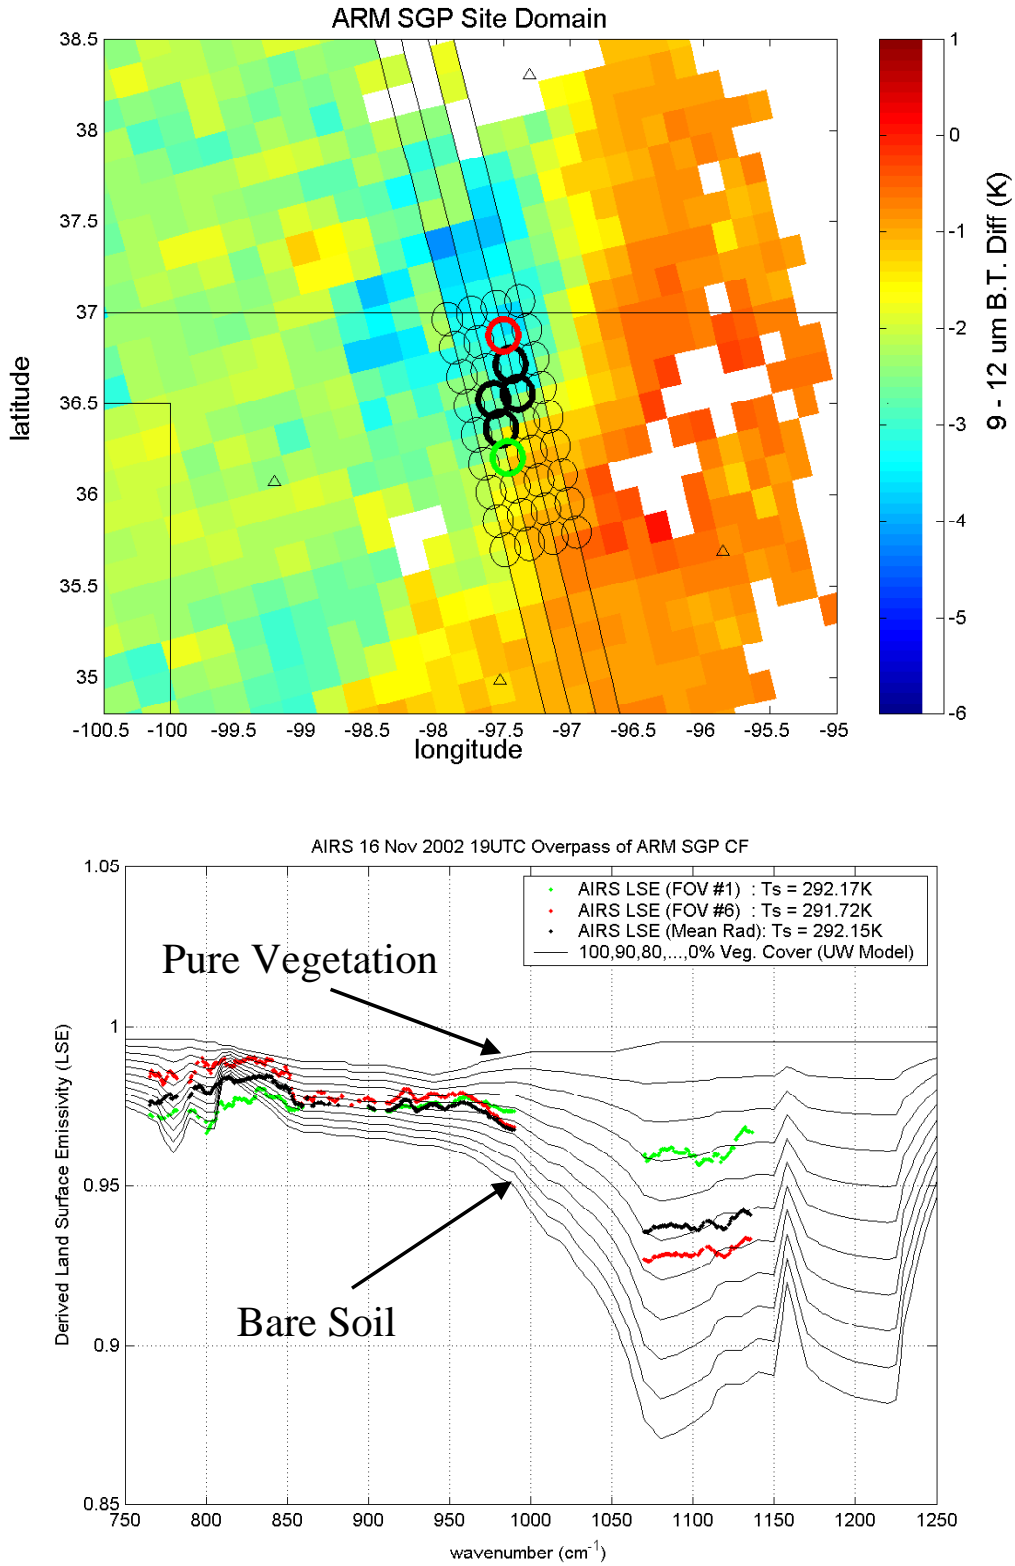 ARM SGP Site Domain
38.5
38
37.5
37
36.5
36
35.5
35
latitude
-100.5 -100 -99.5 -99 -98.5 -98 -97.5 -97 -96.5 -96 -95.5 -95
longitude
1
0
-1
-2
-3
-4
-5
-6
9 - 12 um B.T. Diff (K)
AIRS 16 Nov 2002 19UTC Overpass of ARM SGP CF
1.05
1
0.95
0.9
0.85
Derived Land Surface Emissivity (LSE)
AIRS LSE (FOV #1) : Ts = 292.17K
AIRS LSE (FOV #6) : Ts = 291.72K
AIRS LSE (Mean Rad): Ts = 292.15K
100,90,80,...,0% Veg. Cover (UW Model)
Pure Vegetation
Bare Soil
750 800 850 900 950 1000 1050 1100 1150 1200 1250
wavenumber (cm-1)